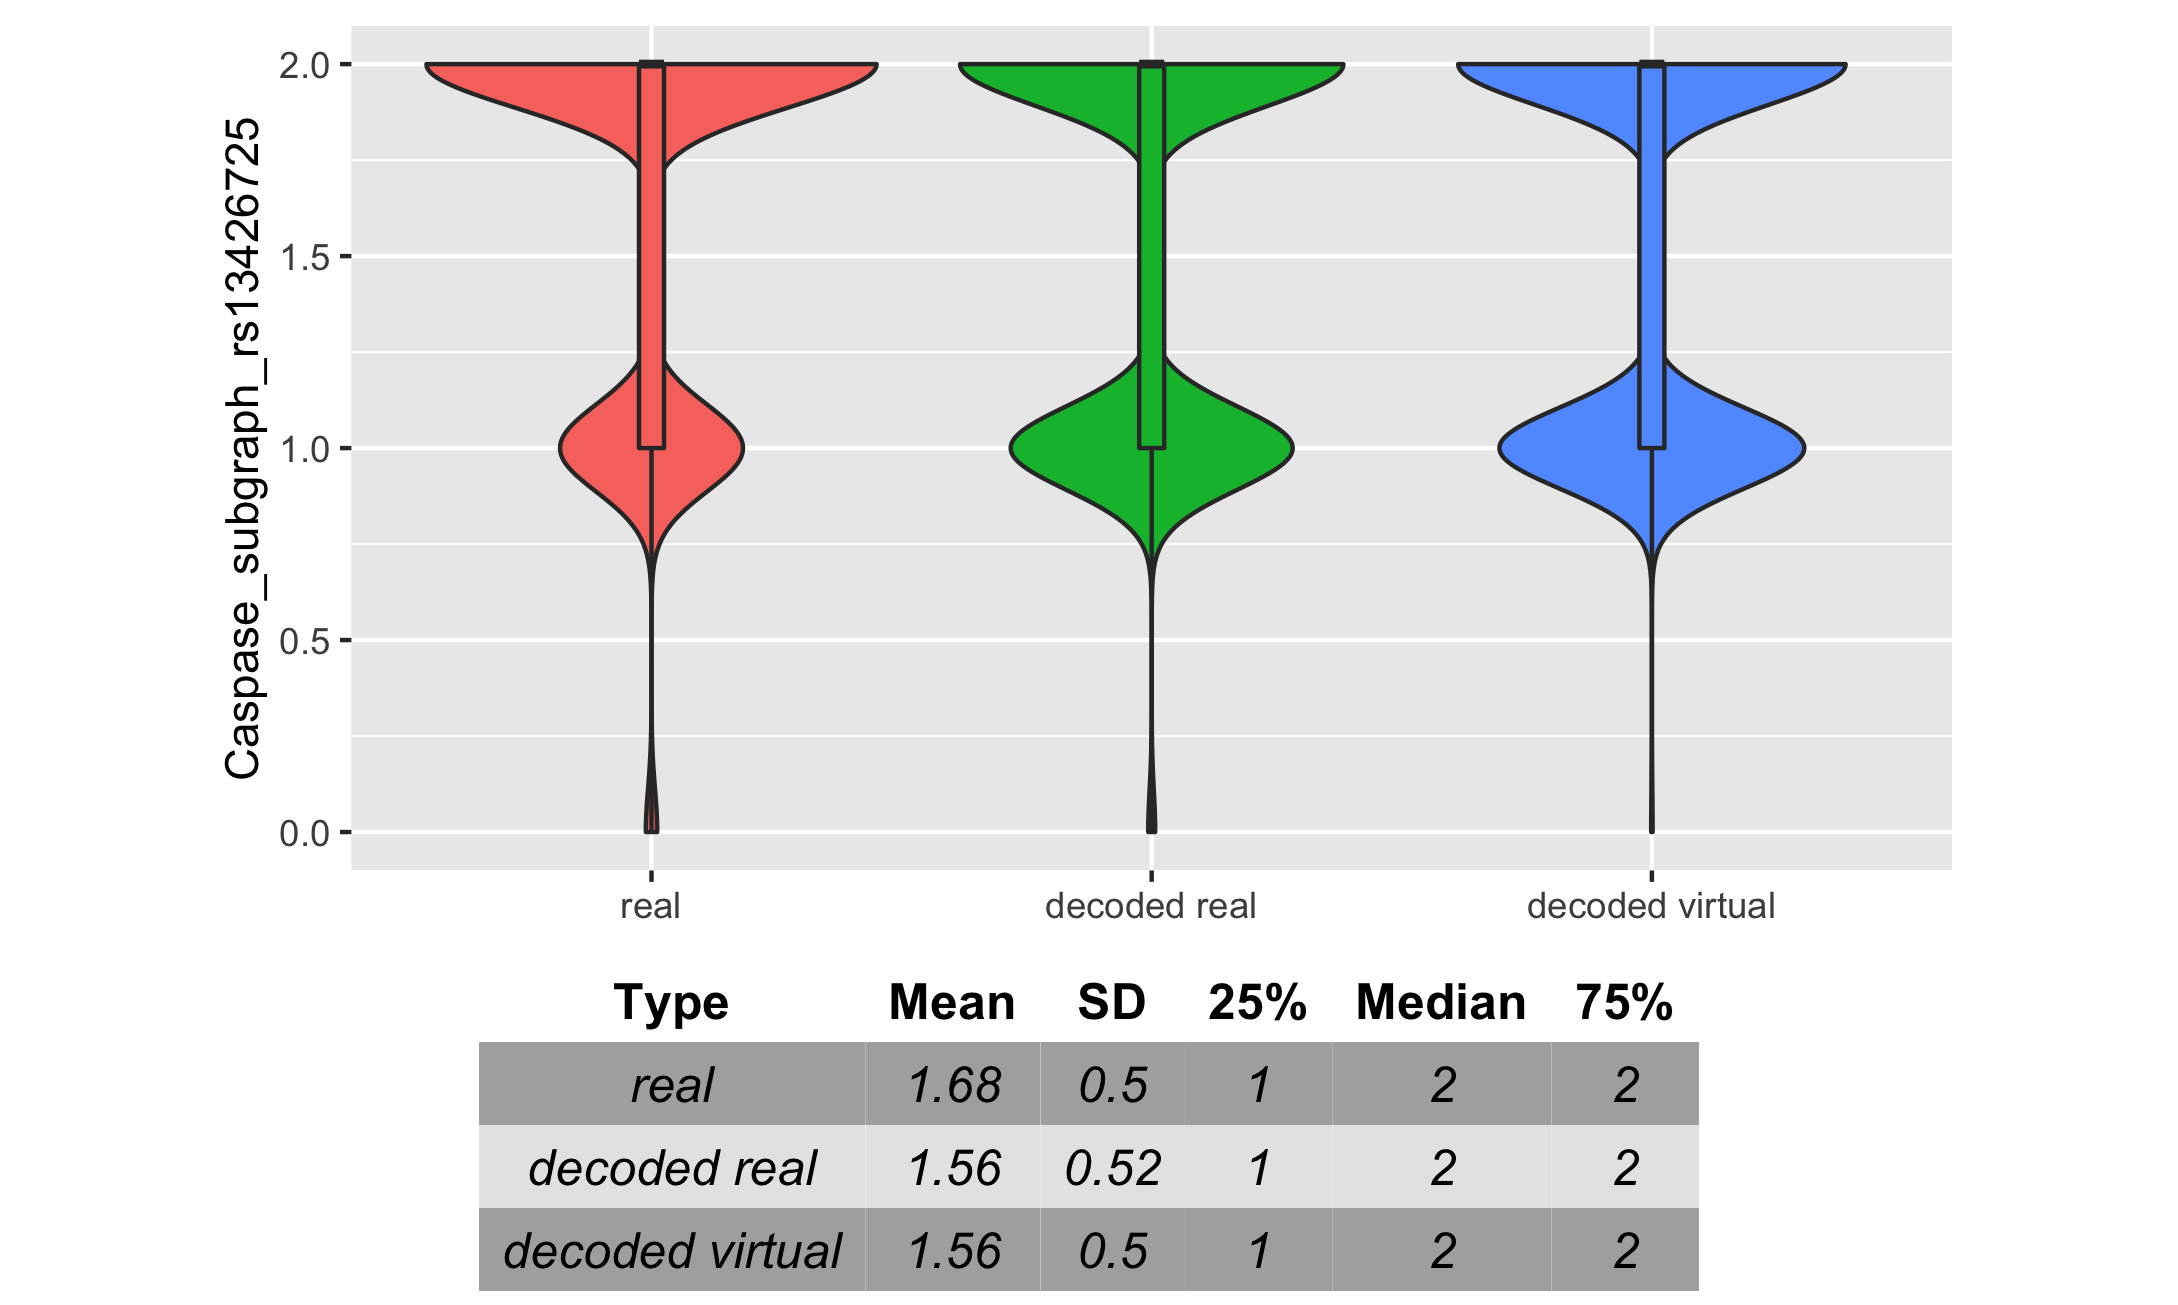 Caspase_subgraph_rs13426725
2.0
1.5
1.0
0.5
0.0
real decoded real decoded virtual
Type Mean SD 25% Median 75%
real 1.68 0.5 1 2 2
decoded real 1.56 0.52 1 2 2
decoded virtual 1.56 0.5 1 2 2